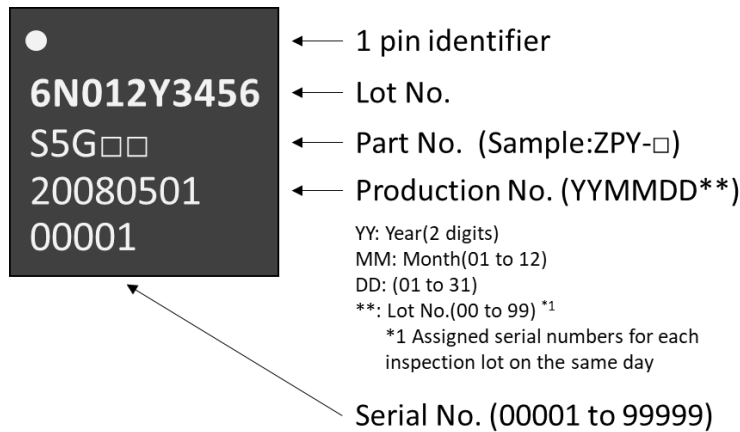 6N012Y3456
S5G□□
20080501
00001
1 pin identifier
Lot No.
Part No. (Sample:ZPY-□)
Production No. (YYMMDD**)
YY: Year(2 digits)
MM: Month(01 to 12)
DD: (01 to 31)
**: Lot No.(00 to 99) *1
*1 Assigned serial numbers for each
inspection lot on the same day
Serial No. (00001 to 99999)